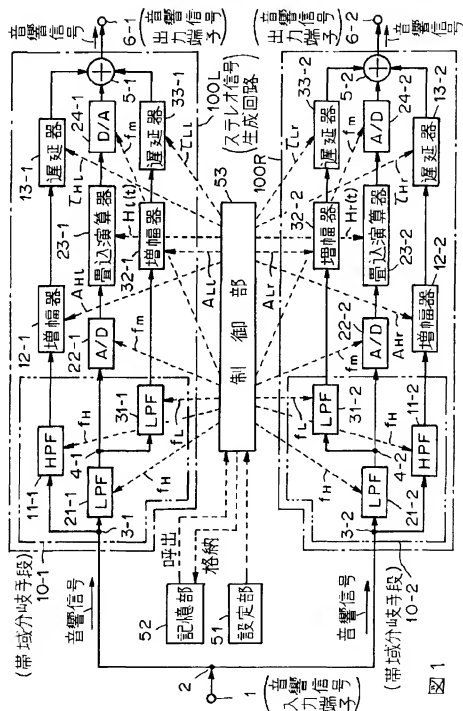 音響信号
6-1
(音響信号
出力端子)
5-1
13-1
遅延器
24-1
D/A
33-1
遅延器
100L
(ステレオ信号
生成回路)
τHl
fm
τLl
12-1
増幅器
AHl
23-1
畳込演算器
Hl(t)
32-1
増幅器
ALl
22-1
A/D
fm
11-1
HPF
fH
21-1
LPF
fH
31-1
LPF
fL
4-1
3-1
(帯域分岐手段)
10-1
53
制御部
呼出
格納
52
記憶部
51
設定部
音響信号
6-2
(音響信号
出力端子)
5-2
100R
33-2
遅延器
24-2
A/D
13-2
遅延器
τLr
fm
τHr
32-2
増幅器
ALr
23-2
畳込演算器
Hr(t)
12-2
増幅器
AHr
22-2
A/D
fm
31-2
LPF
fL
21-2
LPF
fH
11-2
HPF
fH
4-2
3-2
(帯域分岐手段)
10-2
音響信号
音響信号
2
1
(音響信号
入力端子)
図1